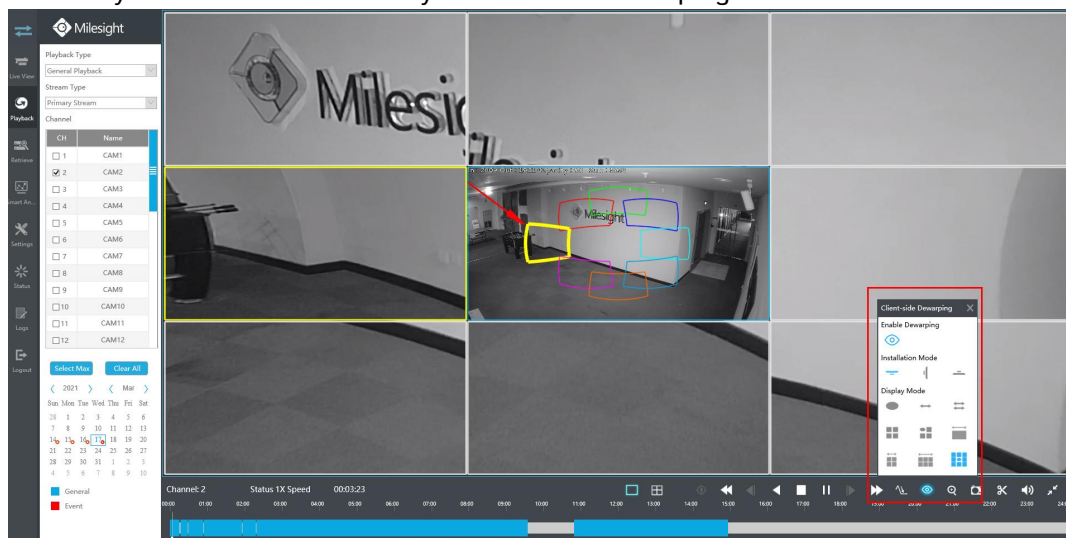 Milesight
Playback Type
General Playback
Stream Type
Primary Stream
Channel
CH Name
1 CAM1
2 CAM2
3 CAM3
4 CAM4
5 CAM5
6 CAM6
7 CAM7
8 CAM8
9 CAM9
10 CAM10
11 CAM11
12 CAM12
Select Max Clear All
2021 Mar
Sun Mon Tue Wed Thu Fri Sat
28 1 2 3 4 5 6
7 8 9 10 11 12 13
14 15 16 17 18 19 20
21 22 23 24 25 26 27
28 29 30 31 1 2 3
4 5 6 7 8 9 10
General
Event
Live View
Playback
Retrieve
Smart An...
Settings
Status
Logs
Logout
Milesi
Milesight
Client-side Dewarping
Enable Dewarping
Installation Mode
Display Mode
Channel: 2 Status 1X Speed 00:03:23
00:00 01:00 02:00 03:00 04:00 05:00 06:00 07:00 08:00 09:00 10:00 11:00 12:00 13:00 14:00 15:00 16:00 17:00 18:00 19:00 20:00 21:00 22:00 23:00